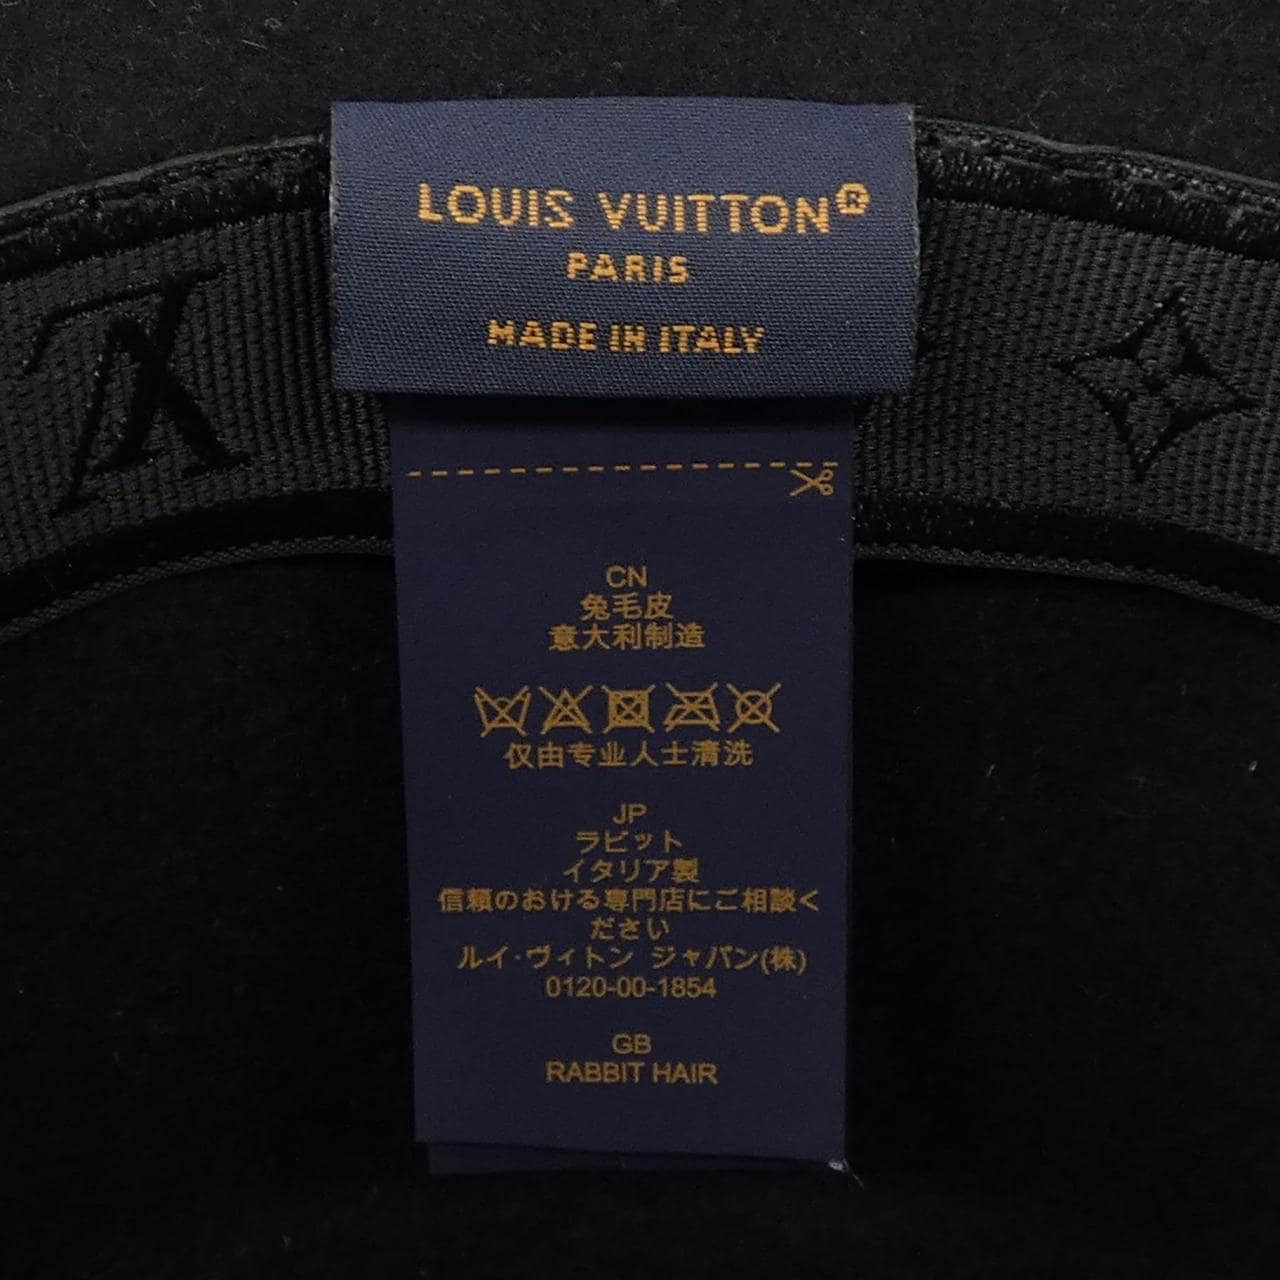 LOUIS VUITTON®
PARIS
MADE IN ITALY
CN
兔毛皮
意大利制造
仅由专业人士清洗
JP
ラビット
イタリア製
信頼のおける専門店にご相談く
ださい
ルイ·ヴィトン ジャパン(株)
0120-00-1854
GB
RABBIT HAIR